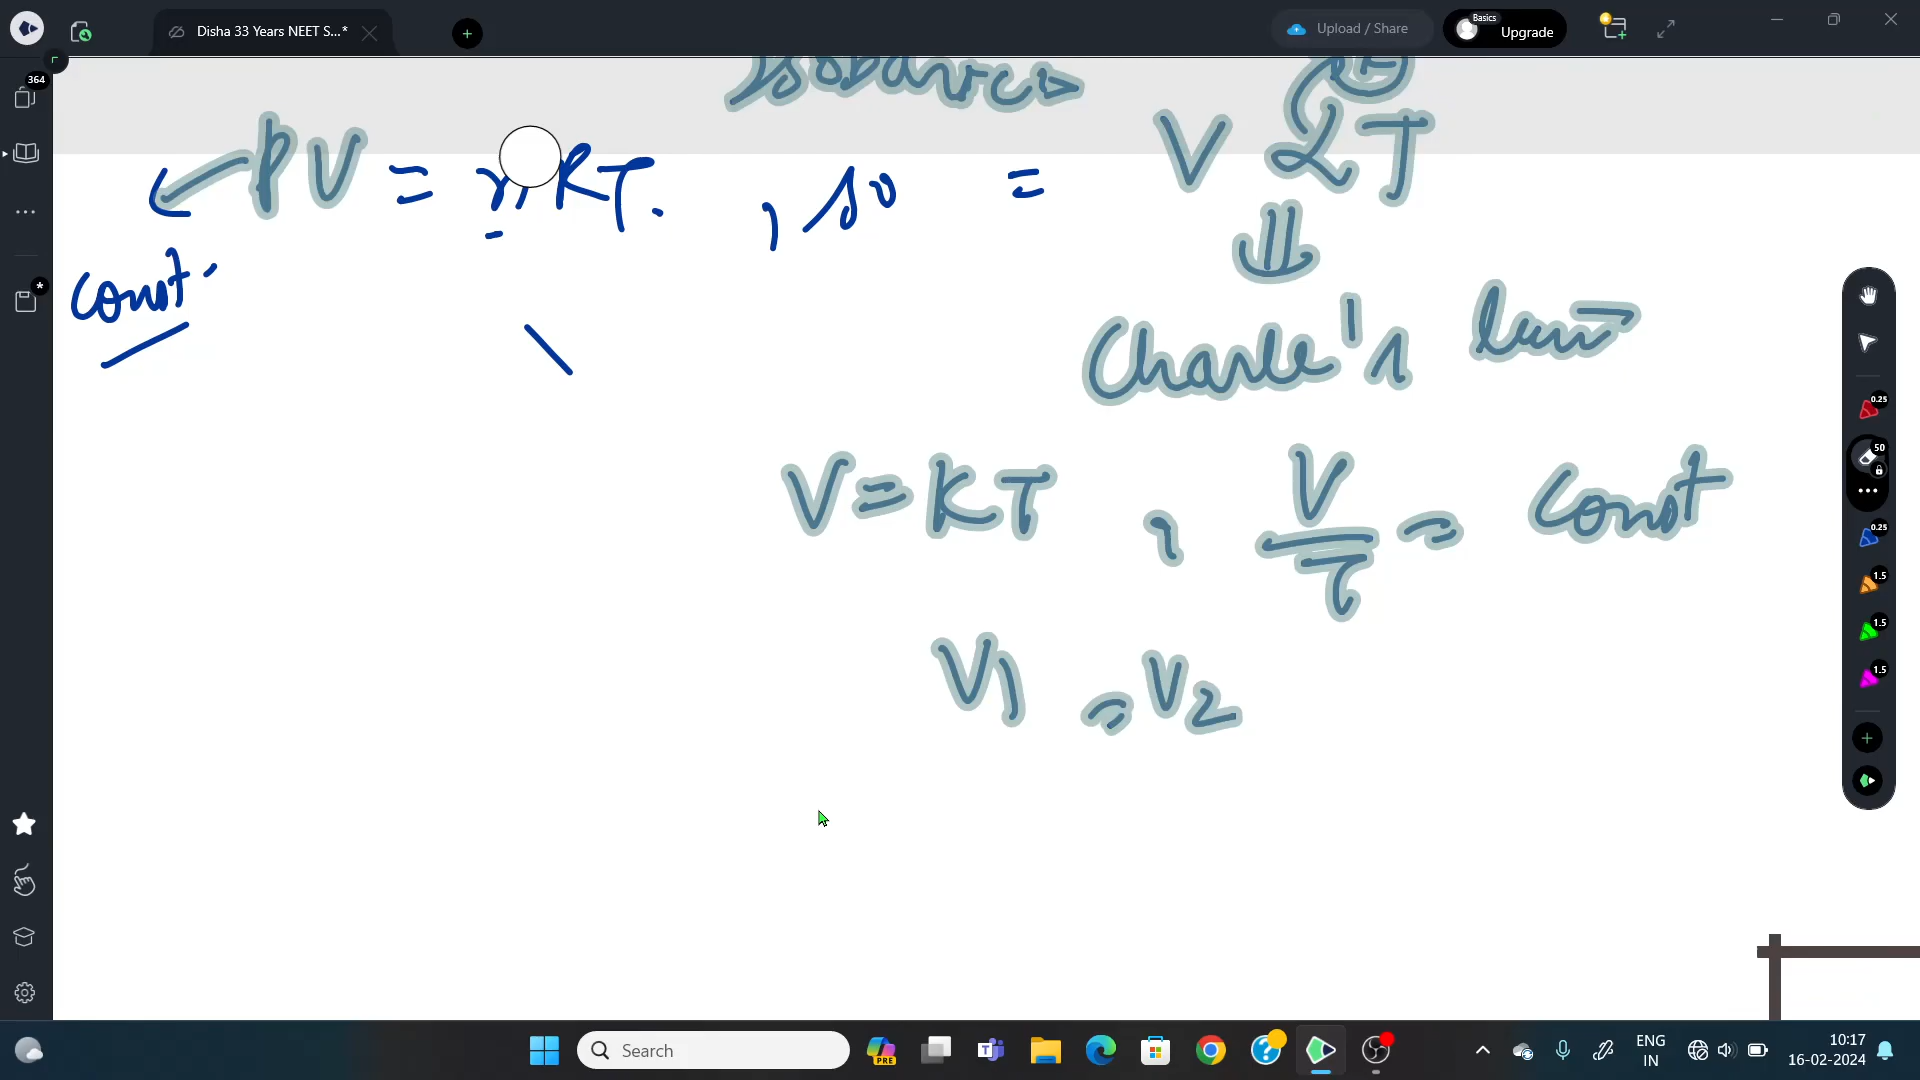 Disha 33 Years NEET S...*
Upload / Share
Basics
Upgrade
364
Isobaric
PV = nRT. , so =
V α T
const.
Charle's law
0.25
50
V = KT , V/T = const
0.25
1.5
1.5
1.5
V1 = V2
Search
PRE
ENG
IN
10:17
16-02-2024